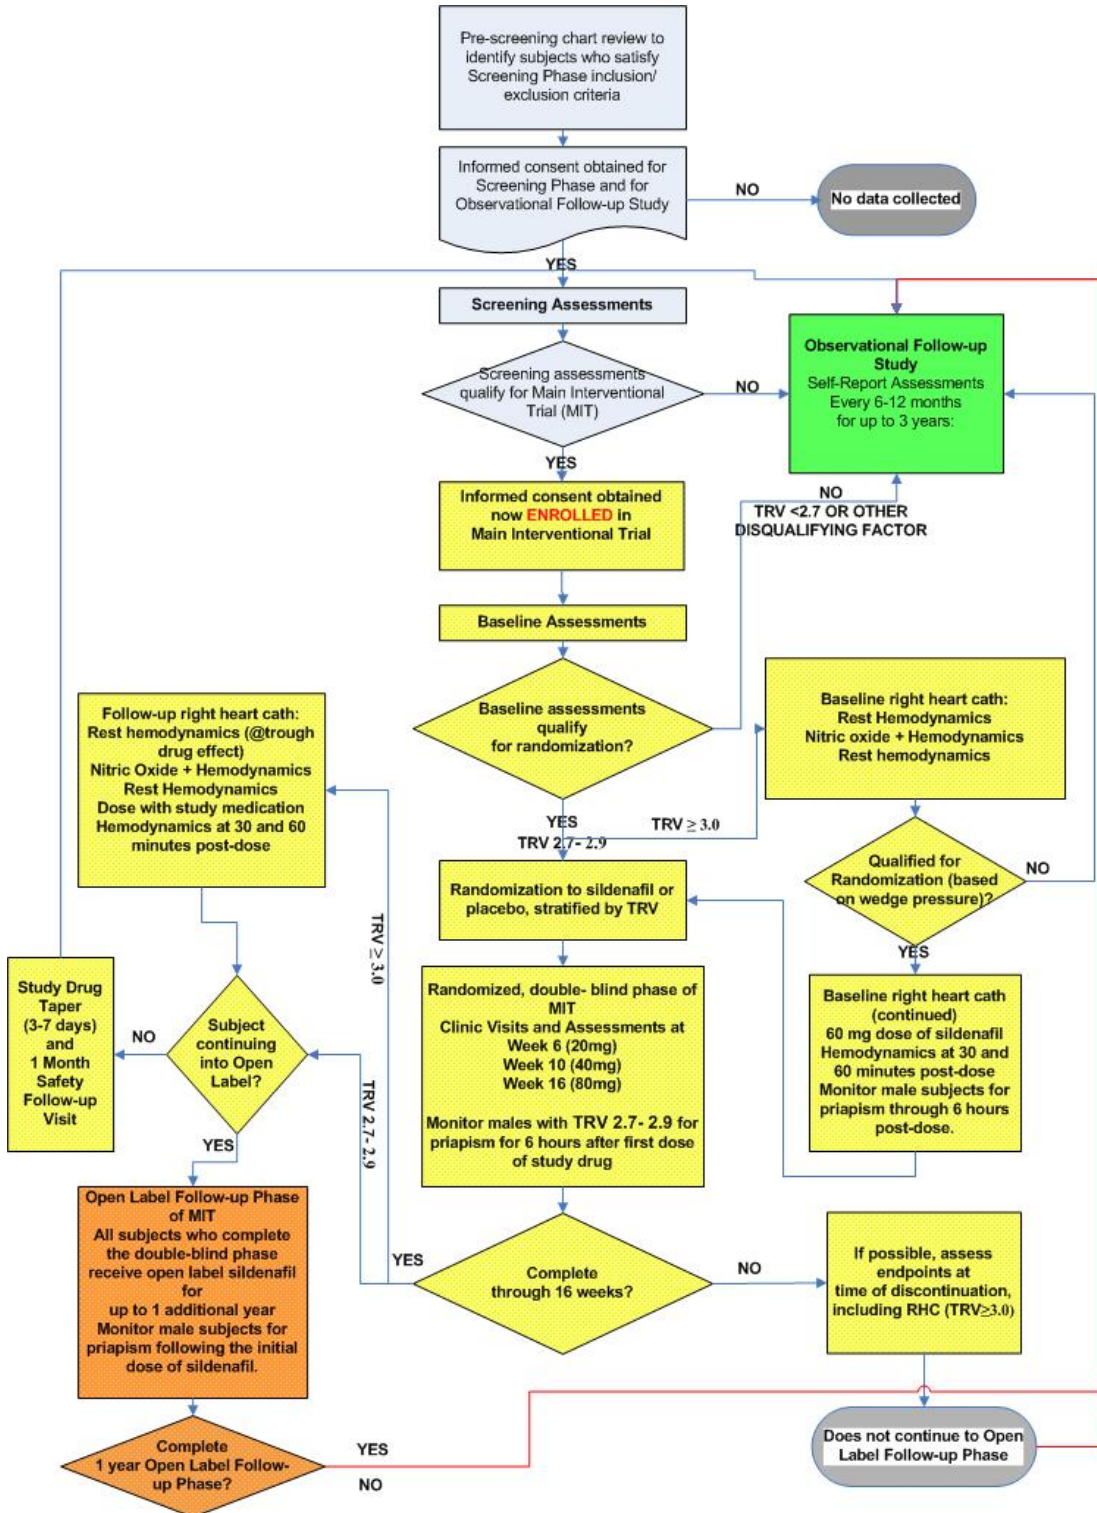 Pre-screening chart review to
identify subjects who satisfy
Screening Phase inclusion/
exclusion criteria
Informed consent obtained for
Screening Phase and for
Observational Follow-up Study
NO
No data collected
YES
Screening Assessments
Screening assessments
qualify for Main Interventional
Trial (MIT)
NO
Observational Follow-up
Study
Self-Report Assessments
Every 6-12 months
for up to 3 years:
YES
Informed consent obtained
now ENROLLED in
Main Interventional Trial
NO
TRV <2.7 OR OTHER
DISQUALIFYING FACTOR
Baseline Assessments
Baseline assessments
qualify
for randomization?
Baseline right heart cath:
Rest Hemodynamics
Nitric oxide + Hemodynamics
Rest hemodynamics
Follow-up right heart cath:
Rest hemodynamics (@trough
drug effect)
Nitric Oxide + Hemodynamics
Rest Hemodynamics
Dose with study medication
Hemodynamics at 30 and 60
minutes post-dose
YES
TRV 2.7- 2.9
TRV ≥ 3.0
Qualified for
Randomization (based
on wedge pressure)?
NO
YES
Randomization to sildenafil or
placebo, stratified by TRV
TRV ≥ 3.0
Randomized, double- blind phase of
MIT
Clinic Visits and Assessments at
Week 6 (20mg)
Week 10 (40mg)
Week 16 (80mg)
Monitor males with TRV 2.7- 2.9 for
priapism for 6 hours after first dose
of study drug
Baseline right heart cath
(continued)
60 mg dose of sildenafil
Hemodynamics at 30 and
60 minutes post-dose
Monitor male subjects for
priapism through 6 hours
post-dose.
Study Drug
Taper
(3-7 days)
and
1 Month
Safety
Follow-up
Visit
NO
Subject
continuing
into Open
Label?
TRV 2.7- 2.9
YES
Open Label Follow-up Phase
of MIT
All subjects who complete
the double-blind phase
receive open label sildenafil
for
up to 1 additional year
Monitor male subjects for
priapism following the initial
dose of sildenafil.
YES
Complete
through 16 weeks?
NO
If possible, assess
endpoints at
time of discontinuation,
including RHC (TRV≥3.0)
Complete
1 year Open Label Follow-
up Phase?
YES
NO
Does not continue to Open
Label Follow-up Phase